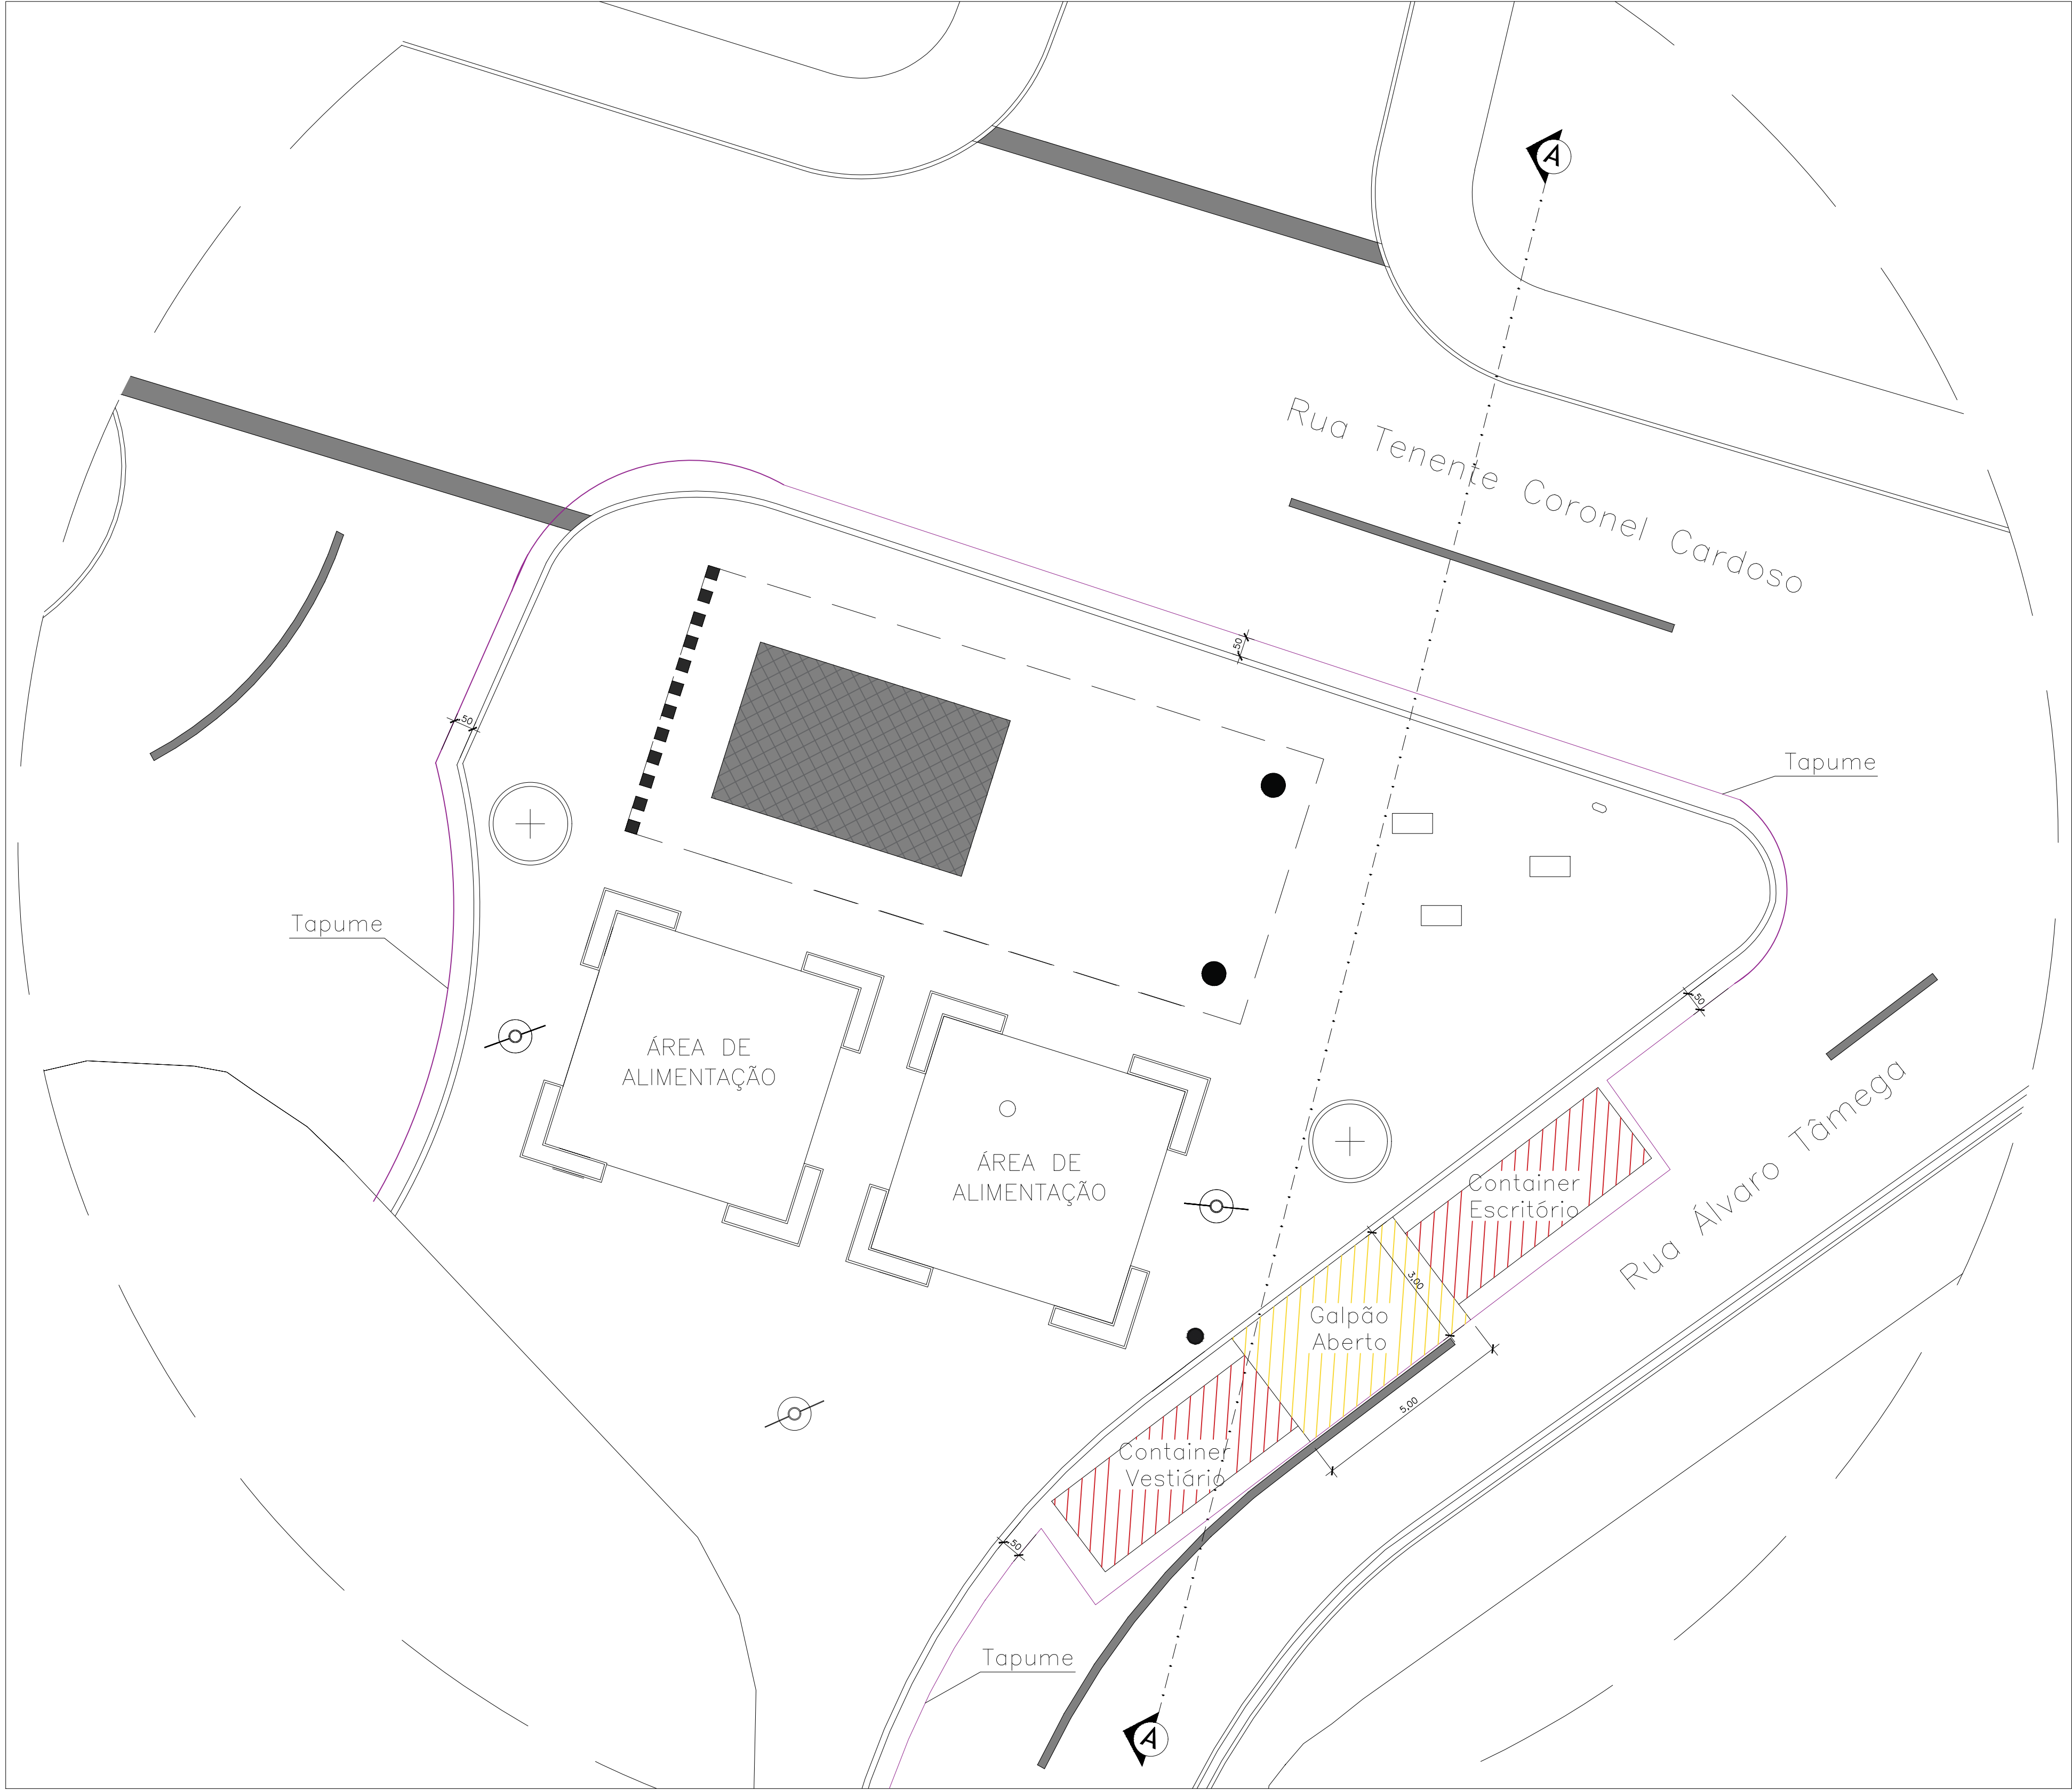 A
Rua Tenente Coronel Cardoso
50
50
Tapume
Tapume
50
ÁREA DE
ALIMENTAÇÃO
ÁREA DE
ALIMENTAÇÃO
Rua Álvaro Tâmega
Container
Escritório
3,00
Galpão
Aberto
5,00
Container
Vestiário
50
Tapume
A